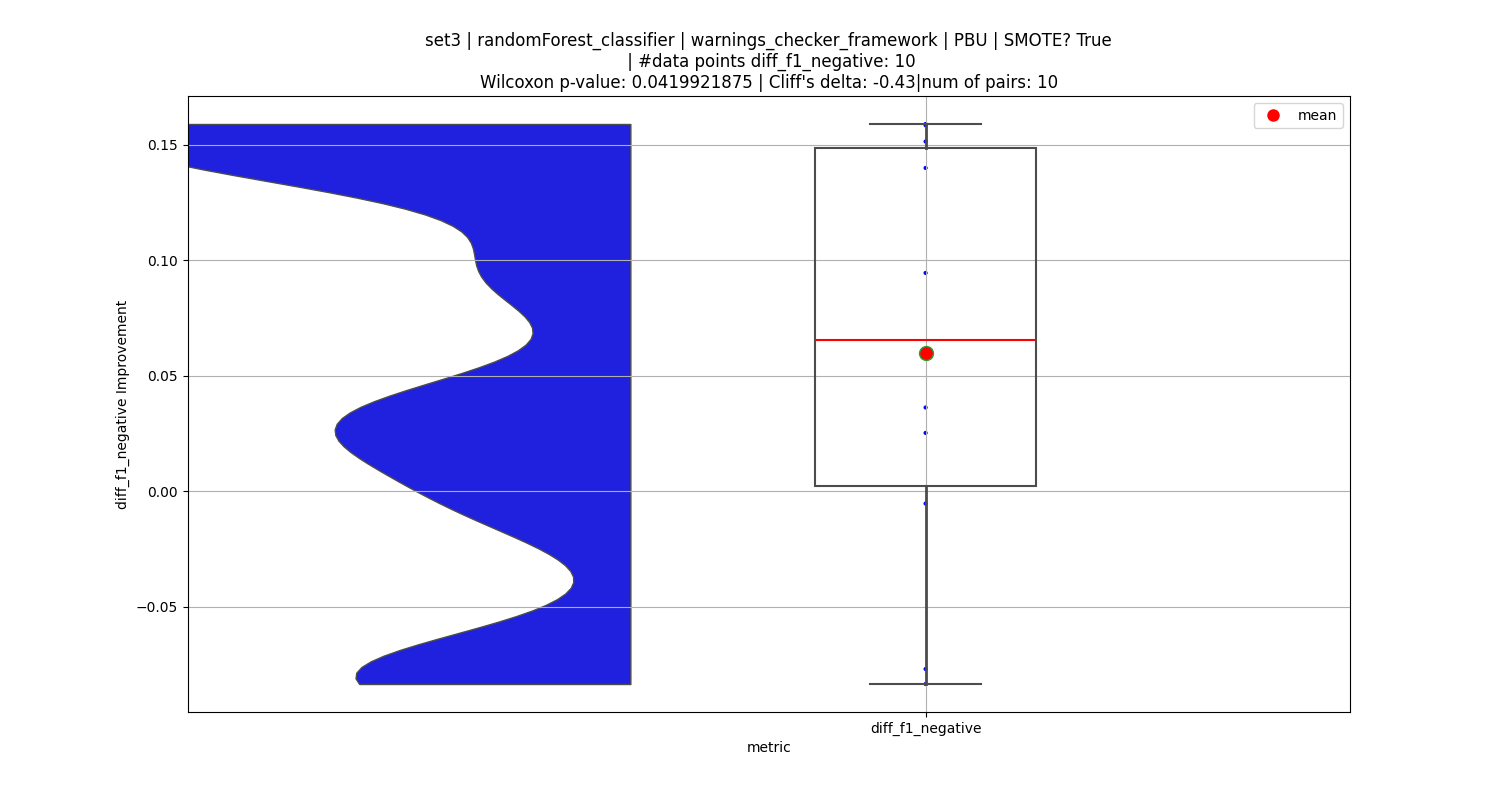 set3 | randomForest_classifier | warnings_checker_framework | PBU | SMOTE? True
| #data points diff_f1_negative: 10
Wilcoxon p-value: 0.0419921875 | Cliff's delta: -0.43|num of pairs: 10
mean
0.15
0.10
0.05
0.00
−0.05
diff_f1_negative Improvement
diff_f1_negative
metric